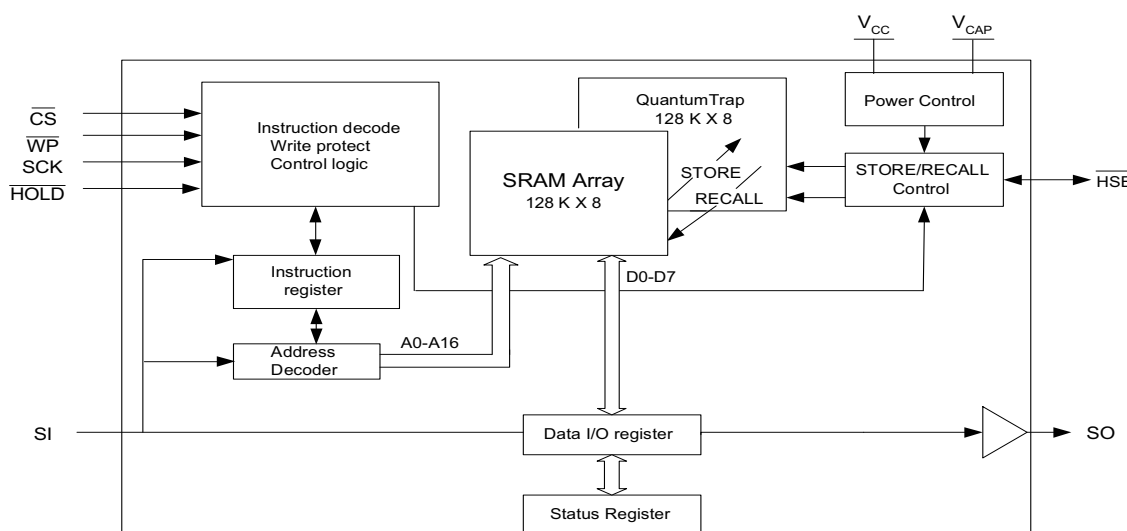 V_CC V_CAP
Power Control
STORE/RECALL
Control
HSB
QuantumTrap
128 K X 8
SRAM Array
128 K X 8
STORE
RECALL
CS
WP
SCK
HOLD
Instruction decode
Write protect
Control logic
Instruction
register
D0-D7
Address
Decoder
A0-A16
SI
Data I/O register
SO
Status Register